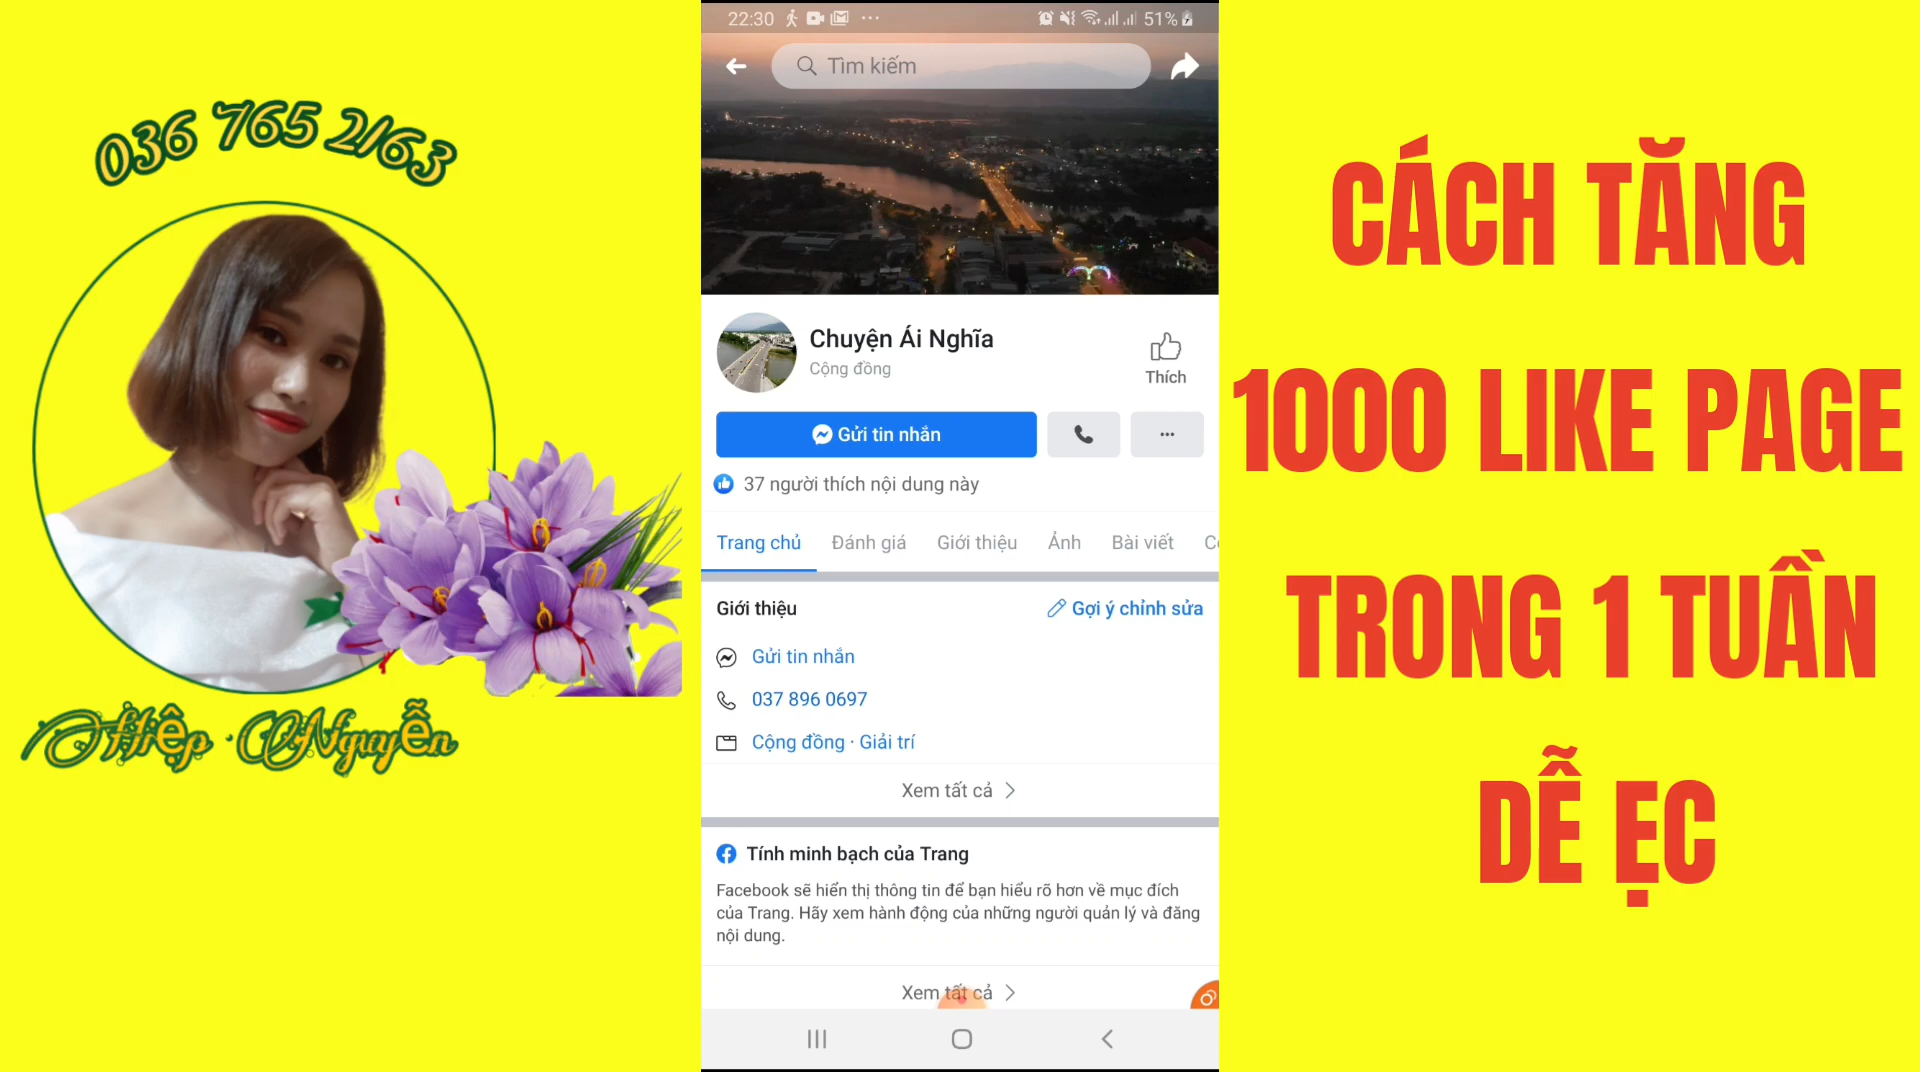 036 765 2163
Hiệp Nguyễn
22:30
51%
Tìm kiếm
Chuyện Ái Nghĩa
Cộng đồng
Thích
Gửi tin nhắn
37 người thích nội dung này
Trang chủ Đánh giá Giới thiệu Ảnh Bài viết
Giới thiệu
Gợi ý chỉnh sửa
Gửi tin nhắn
037 896 0697
Cộng đồng · Giải trí
Xem tất cả
Tính minh bạch của Trang
Facebook sẽ hiển thị thông tin để bạn hiểu rõ hơn về mục đích
của Trang. Hãy xem hành động của những người quản lý và đăng
nội dung.
Xem tất cả
CÁCH TĂNG
1000 LIKE PAGE
TRONG 1 TUẦN
DỄ ẸC